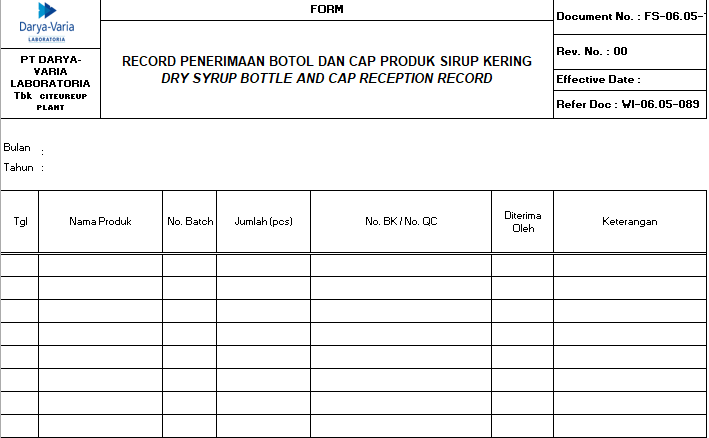 Darya-Varia
LABORATORIA
PT DARYA-
VARIA
LABORATORIA
Tbk CITEUREUP
PLANT
FORM
RECORD PENERIMAAN BOTOL DAN CAP PRODUK SIRUP KERING
DRY SYRUP BOTTLE AND CAP RECEPTION RECORD
Document No. : FS-06.05-
Rev. No. : 00
Effective Date :
Refer Doc : WI-06.05-089
Bulan :
Tahun :
Tgl Nama Produk No. Batch Jumlah (pcs) No. BK / No. QC Diterima Oleh Keterangan